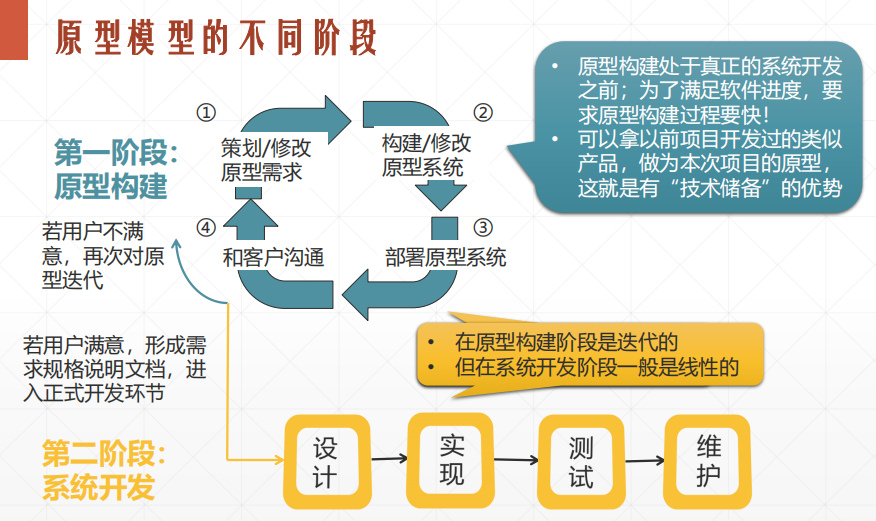 原型模型的不同阶段
• 原型构建处于真正的系统开发
之前；为了满足软件进度，要
求原型构建过程要快！
• 可以拿以前项目开发过的类似
产品，做为本次项目的原型，
这就是有“技术储备”的优势
第一阶段：
原型构建
①
策划/修改
原型需求
②
构建/修改
原型系统
③
部署原型系统
④
和客户沟通
若用户不满
意，再次对原
型迭代
若用户满意，形成需
求规格说明文档，进
入正式开发环节
• 在原型构建阶段是迭代的
• 但在系统开发阶段一般是线性的
第二阶段：
系统开发
设
计
实
现
测
试
维
护